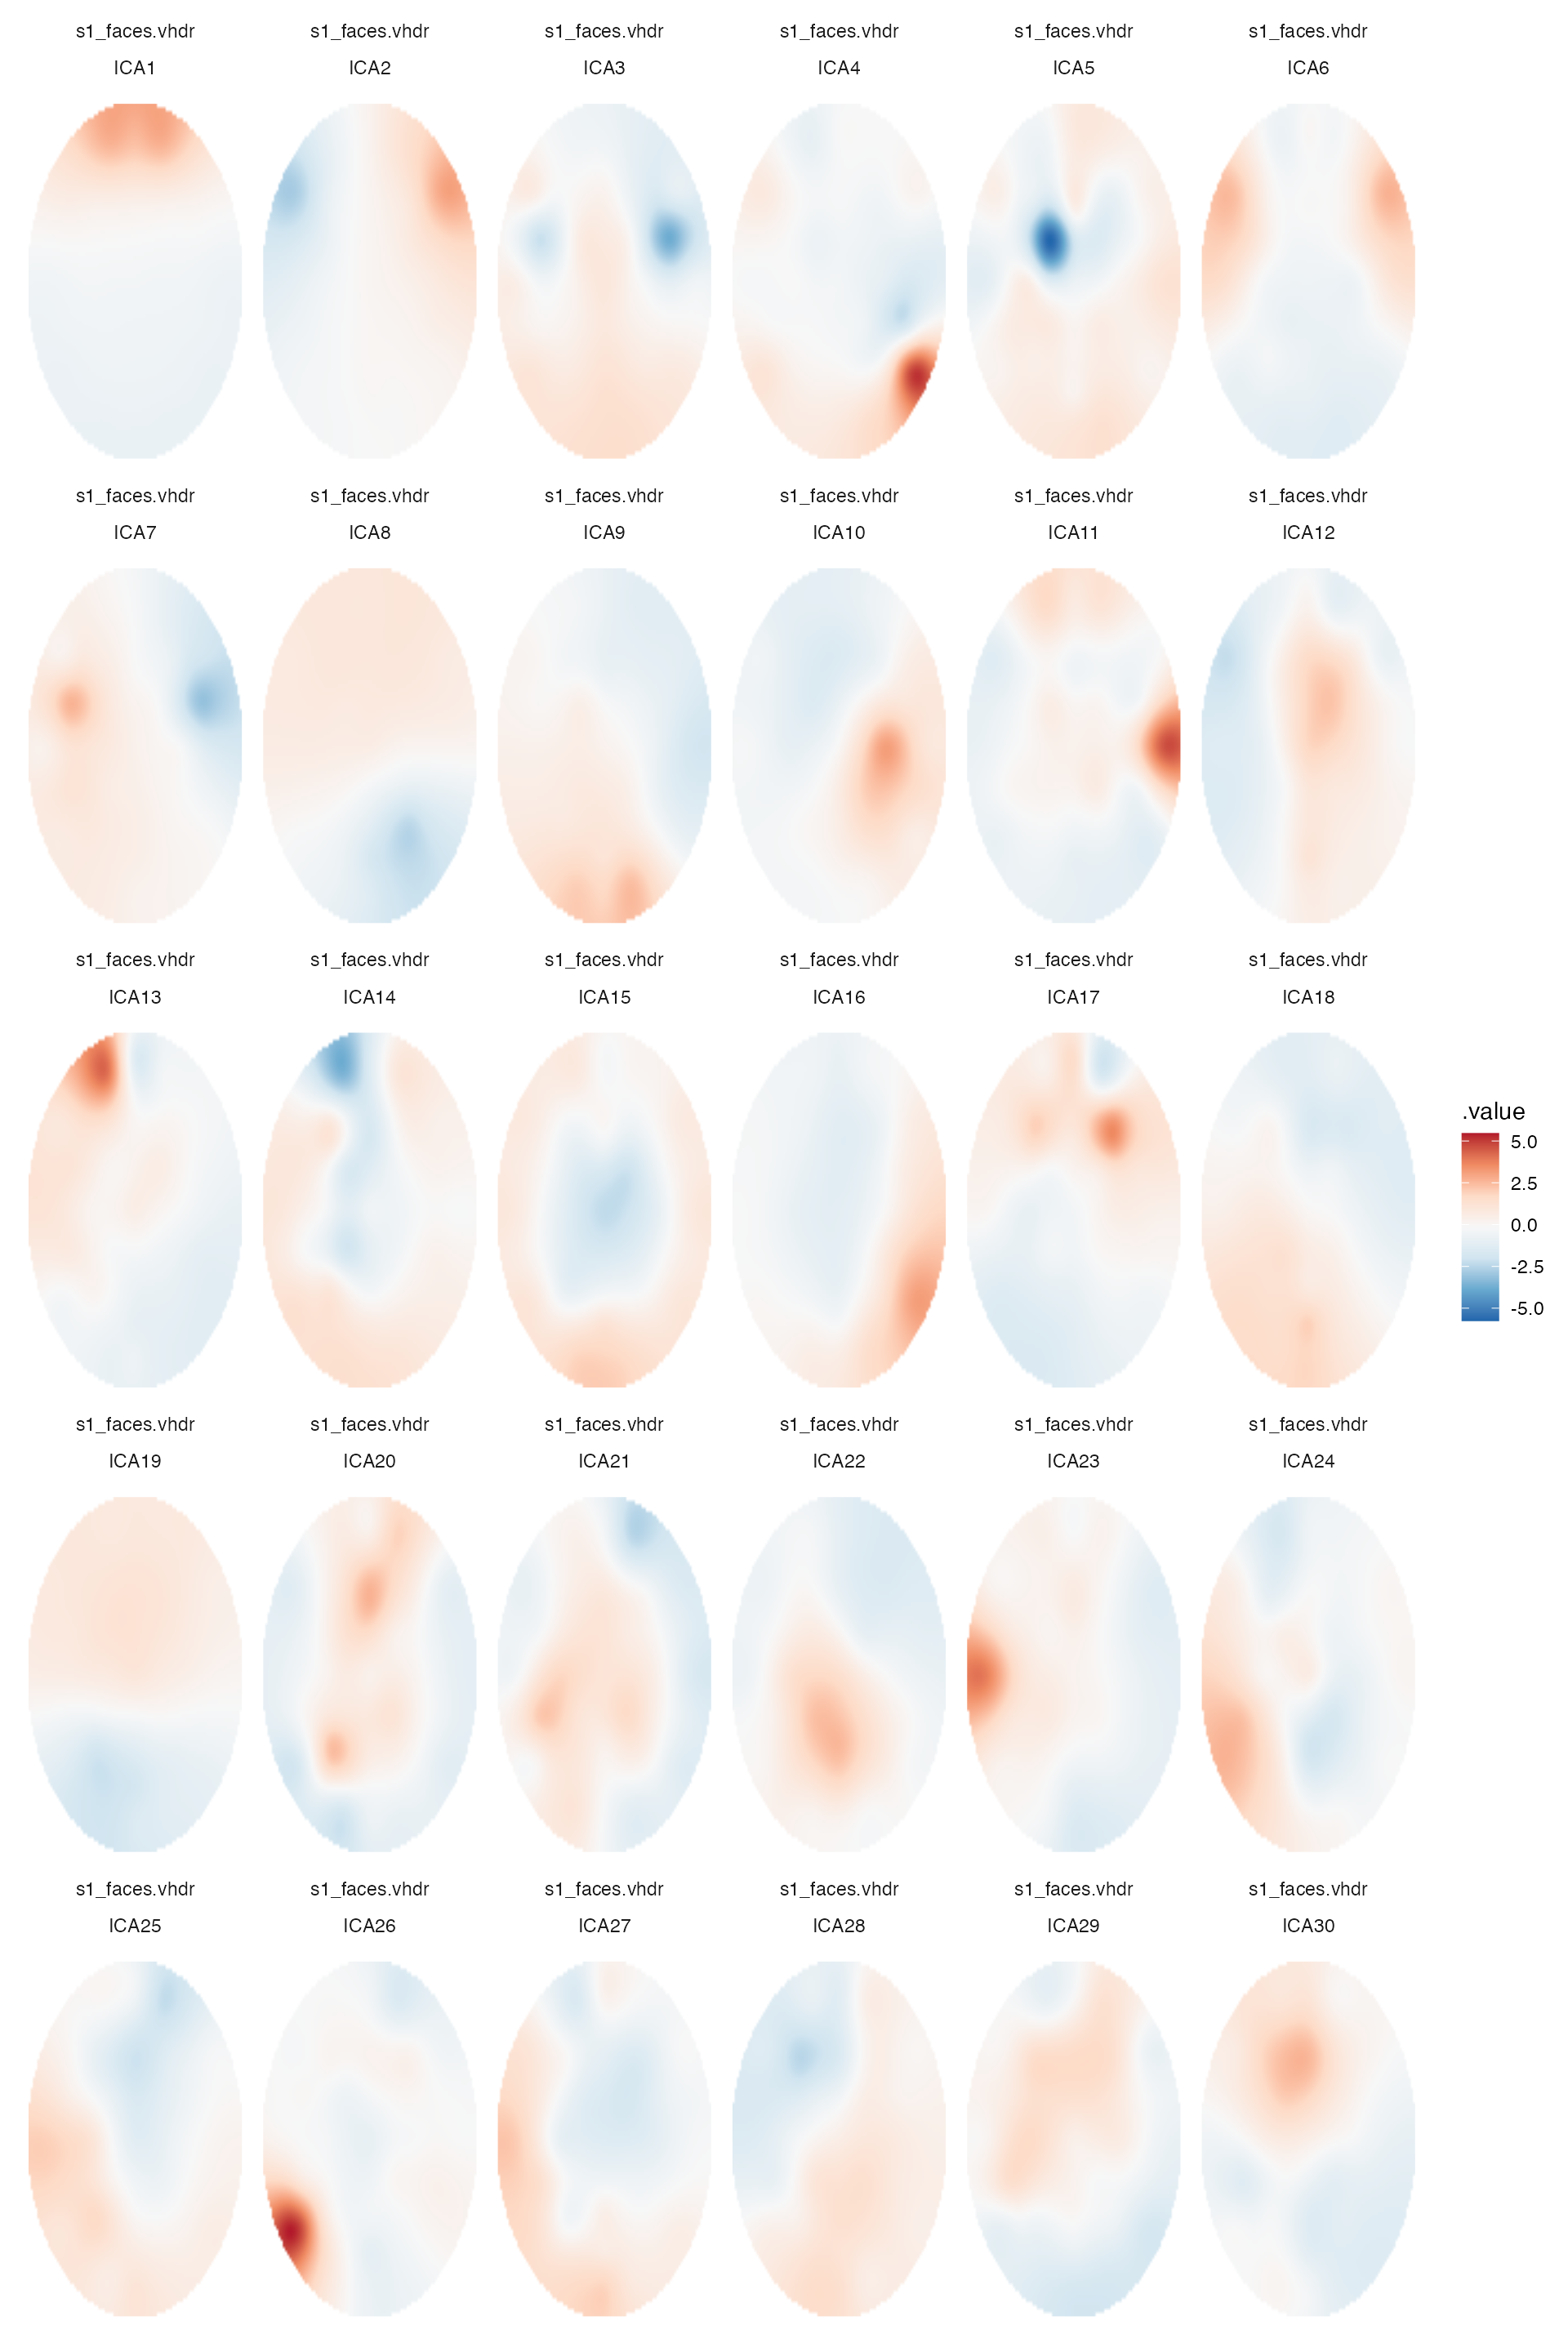 s1_faces.vhdr s1_faces.vhdr s1_faces.vhdr s1_faces.vhdr s1_faces.vhdr s1_faces.vhdr
ICA1 ICA2 ICA3 ICA4 ICA5 ICA6
s1_faces.vhdr s1_faces.vhdr s1_faces.vhdr s1_faces.vhdr s1_faces.vhdr s1_faces.vhdr
ICA7 ICA8 ICA9 ICA10 ICA11 ICA12
s1_faces.vhdr s1_faces.vhdr s1_faces.vhdr s1_faces.vhdr s1_faces.vhdr s1_faces.vhdr
ICA13 ICA14 ICA15 ICA16 ICA17 ICA18
.value
5.0
2.5
0.0
-2.5
-5.0
s1_faces.vhdr s1_faces.vhdr s1_faces.vhdr s1_faces.vhdr s1_faces.vhdr s1_faces.vhdr
ICA19 ICA20 ICA21 ICA22 ICA23 ICA24
s1_faces.vhdr s1_faces.vhdr s1_faces.vhdr s1_faces.vhdr s1_faces.vhdr s1_faces.vhdr
ICA25 ICA26 ICA27 ICA28 ICA29 ICA30